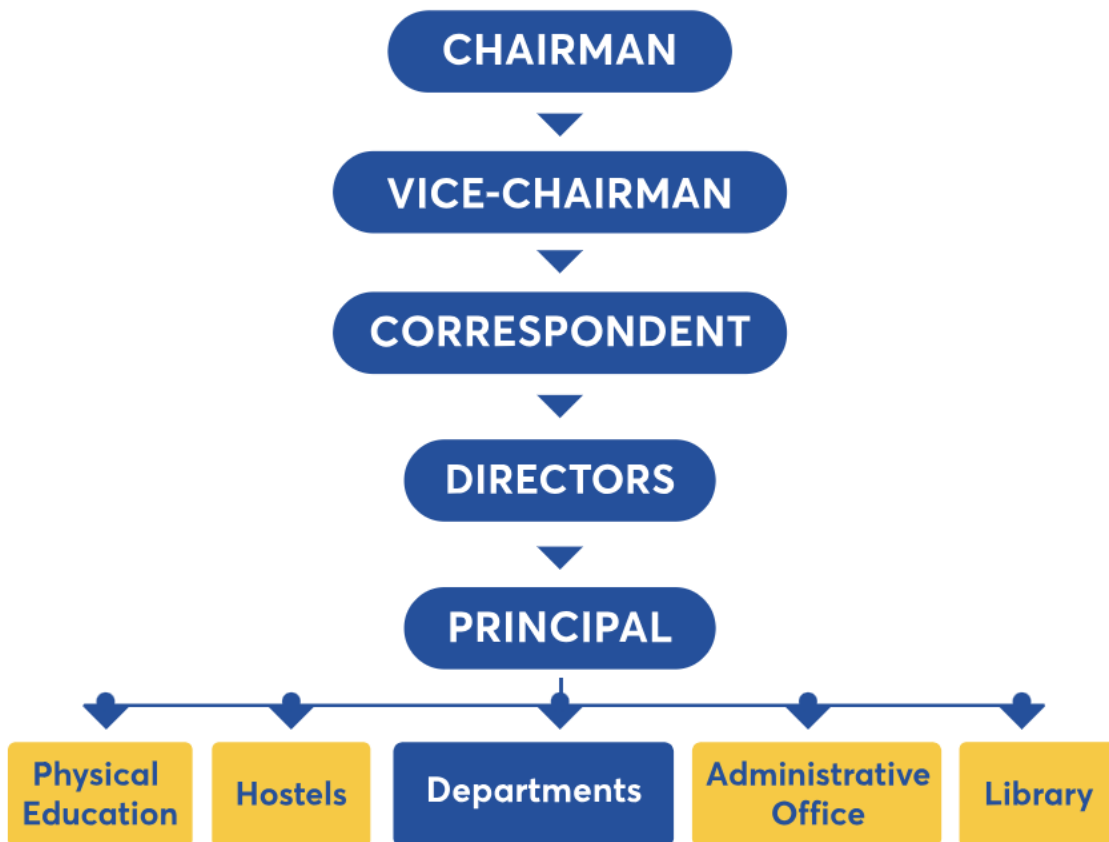 CHAIRMAN
VICE-CHAIRMAN
CORRESPONDENT
DIRECTORS
PRINCIPAL
Physical
Education
Hostels
Departments
Administrative
Office
Library